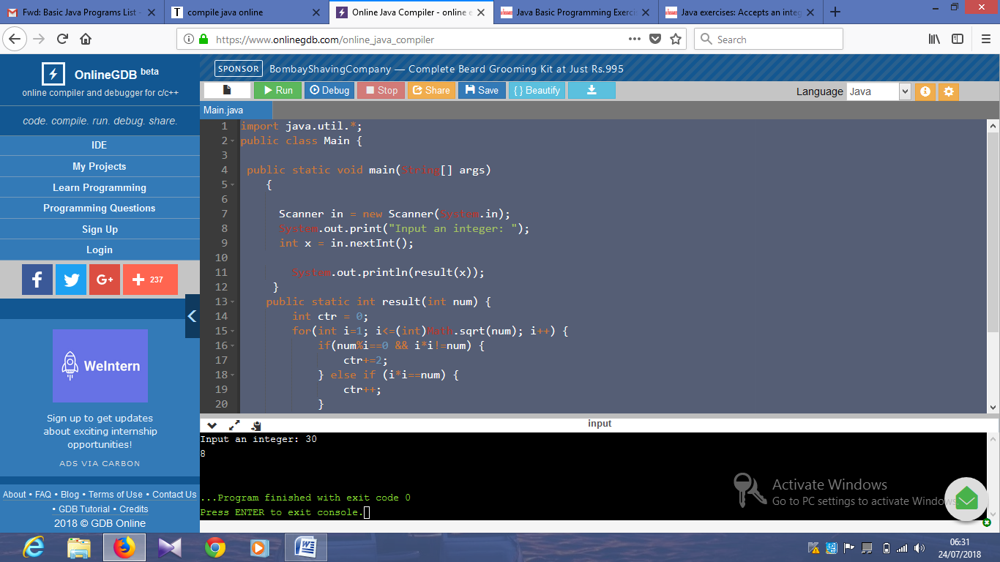 Fwd: Basic Java Programs List -
compile java online
Online Java Compiler - online e
Java Basic Programming Exerci
Java exercises: Accepts an integ
https://www.onlinegdb.com/online_java_compiler
Search
OnlineGDB beta
online compiler and debugger for c/c++
code. compile. run. debug. share.
IDE
My Projects
Learn Programming
Programming Questions
Sign Up
Login
237
WeIntern
Sign up to get updates
about exciting internship
opportunities!
ADS VIA CARBON
About • FAQ • Blog • Terms of Use • Contact Us
• GDB Tutorial • Credits
2018 © GDB Online
SPONSOR BombayShavingCompany — Complete Beard Grooming Kit at Just Rs.995
Run Debug Stop Share Save { } Beautify
Language Java
Main.java
1 import java.util.*;
2 public class Main {
3
4 public static void main(String[] args)
5 {
6
7 Scanner in = new Scanner(System.in);
8 System.out.print("Input an integer: ");
9 int x = in.nextInt();
10
11 System.out.println(result(x));
12 }
13 public static int result(int num) {
14 int ctr = 0;
15 for(int i=1; i<=(int)Math.sqrt(num); i++) {
16 if(num%i==0 && i*i!=num) {
17 ctr+=2;
18 } else if (i*i==num) {
19 ctr++;
20 }
input
Input an integer: 30
8
...Program finished with exit code 0
Press ENTER to exit console.
Activate Windows
Go to PC settings to activate Windows.
06:31
24/07/2018